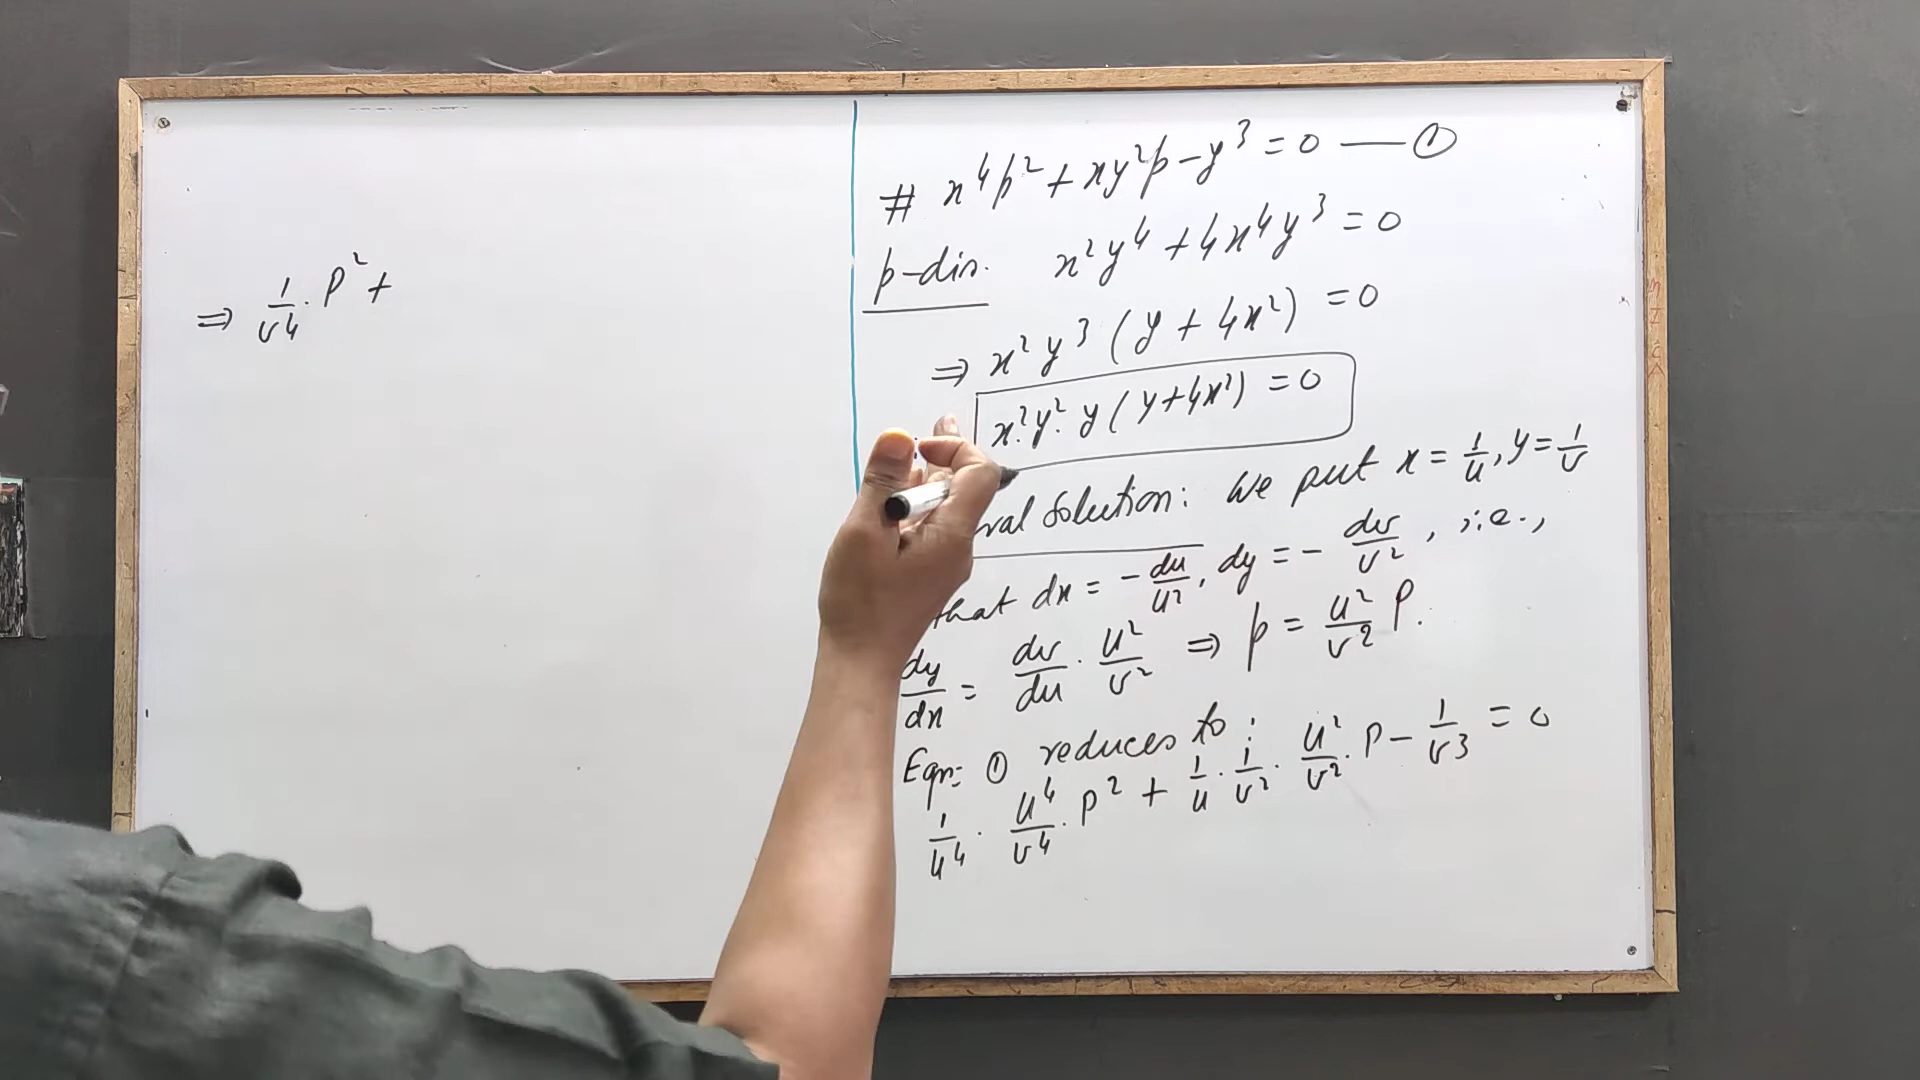 ⇒ 1/v4 . P² +
# x⁴p² + xy²p − y³ = 0 —— ①
p-dis. x²y⁴ + 4x⁴y³ = 0
⇒ x²y³ (y + 4x²) = 0
x².y². y (y + 4x²) = 0
ral Solution: We put x = 1/u, y = 1/v
that dx = − du/u², dy = − dv/v², i.e.,
dy/dx = dv/du . u²/v² ⇒ p = u²/v² P.
Eqn: ① reduces to:
1/u⁴ . u⁴/v⁴ . P² + 1/u . 1/v² . u²/v² . P − 1/v3 = 0